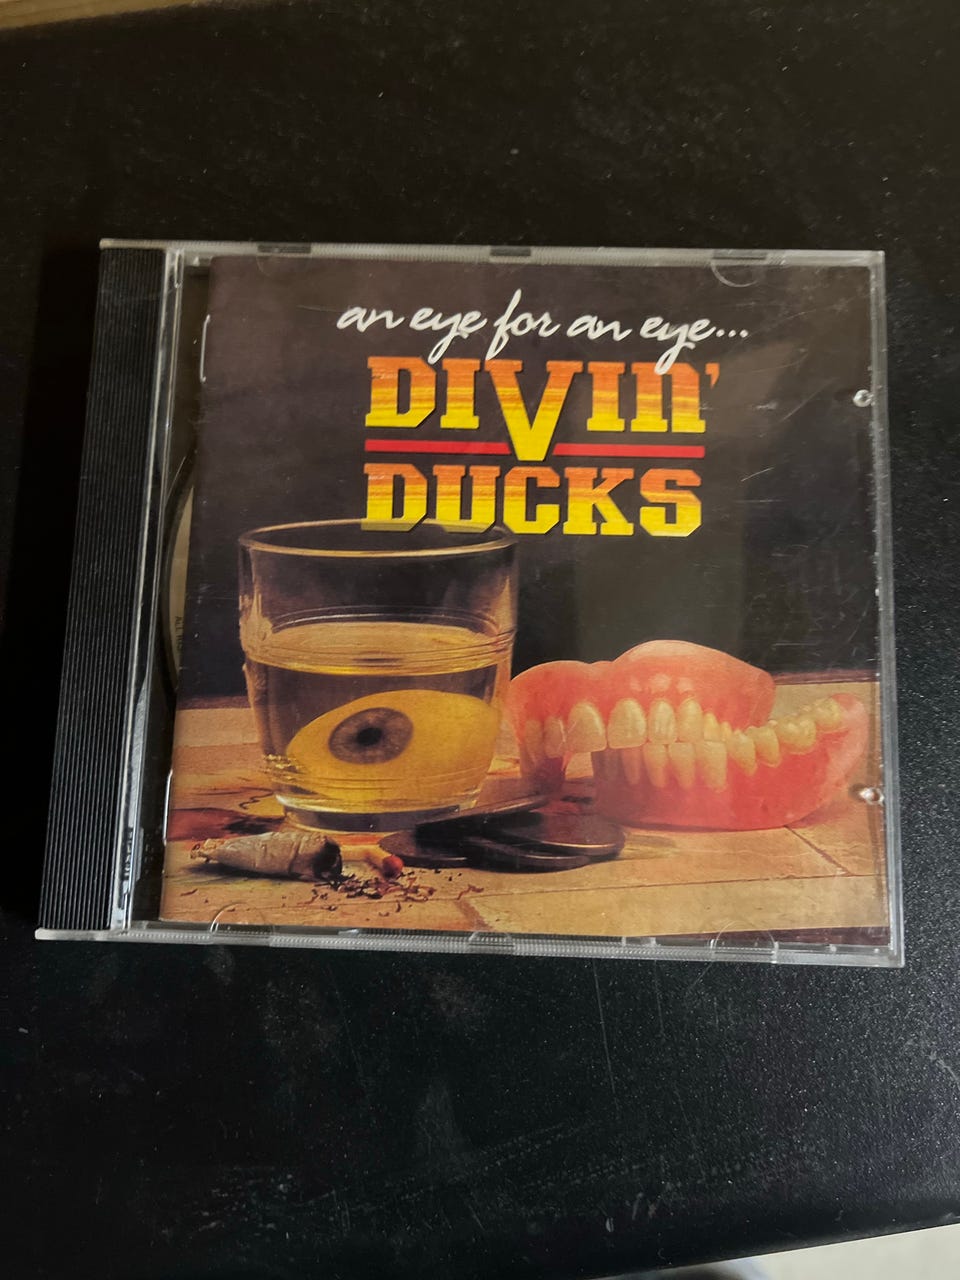 an eye for an eye...
DIVIN'
DUCKS